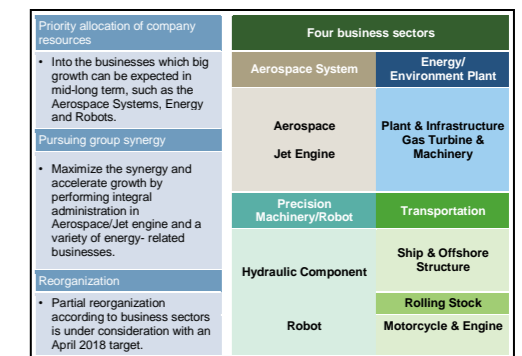 Priority allocation of company
resources
• Into the businesses which big
growth can be expected in
mid-long term, such as the
Aerospace Systems, Energy
and Robots.
Pursuing group synergy
• Maximize the synergy and
accelerate growth by
performing integral
administration in
Aerospace/Jet engine and a
variety of energy- related
businesses.
Reorganization
• Partial reorganization
according to business sectors
is under consideration with an
April 2018 target.
Four business sectors
Aerospace System
Energy/
Environment Plant
Aerospace
Jet Engine
Plant & Infrastructure
Gas Turbine &
Machinery
Precision
Machinery/Robot
Transportation
Hydraulic Component
Robot
Ship & Offshore
Structure
Rolling Stock
Motorcycle & Engine